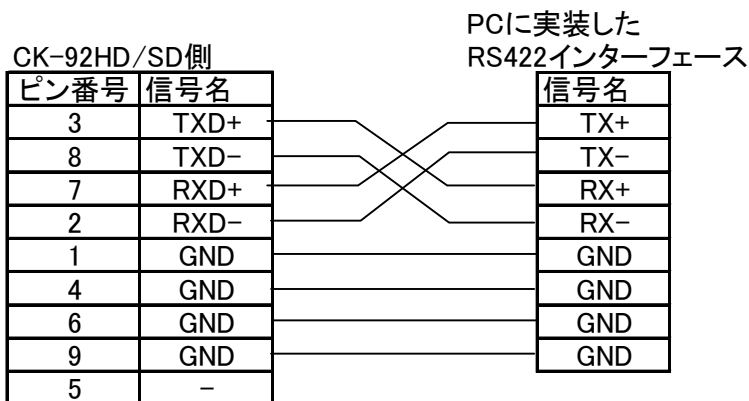 PCに実装した
CK-92HD/SD側 RS422インターフェース
ピン番号 信号名 信号名
3 TXD+ TX+
8 TXD- TX-
7 RXD+ RX+
2 RXD- RX-
1 GND GND
4 GND GND
6 GND GND
9 GND GND
5 -